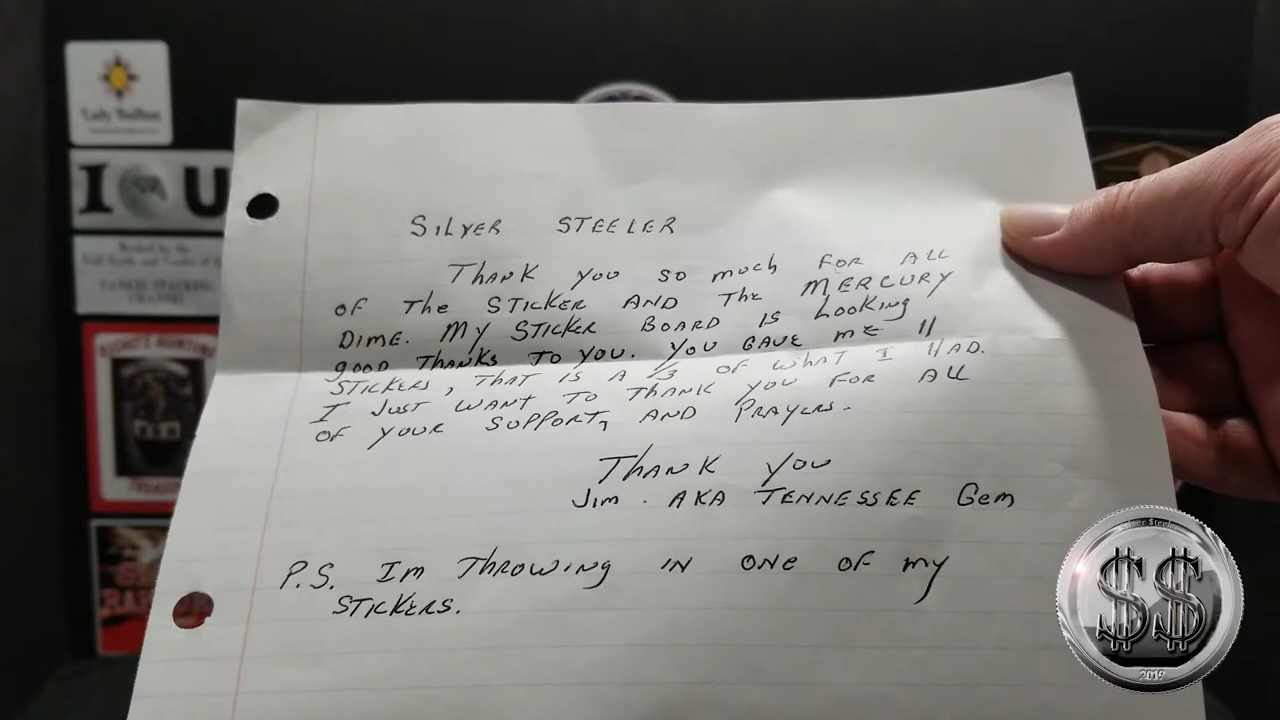 Lady Bullion
I U
SILVER STEELER
THANK YOU SO MUCH FOR ALL
OF THE STICKER AND THE MERCURY
DIME. MY STICKER BOARD IS LOOKING
GOOD THANKS TO YOU. YOU GAVE ME 11
STICKERS, THAT IS A 1/3 OF WHAT I HAD.
I JUST WANT TO THANK YOU FOR ALL
OF YOUR SUPPORT, AND PRAYERS.
THANK YOU
JIM. AKA TENNESSEE GEM
P.S. IM THROWING IN ONE OF MY
STICKERS.
Silver Steeler
$$
2019